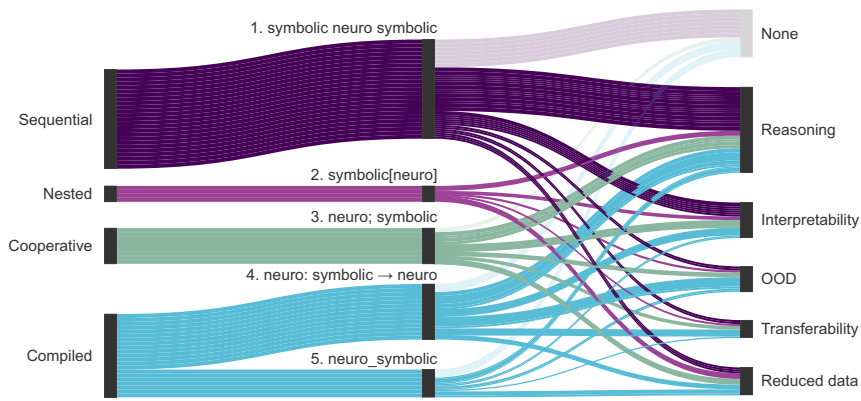 1. symbolic neuro symbolic
None
Sequential
Reasoning
2. symbolic[neuro]
Nested
3. neuro; symbolic
Interpretability
Cooperative
4. neuro: symbolic → neuro
OOD
Transferability
Compiled
5. neuro_symbolic
Reduced data